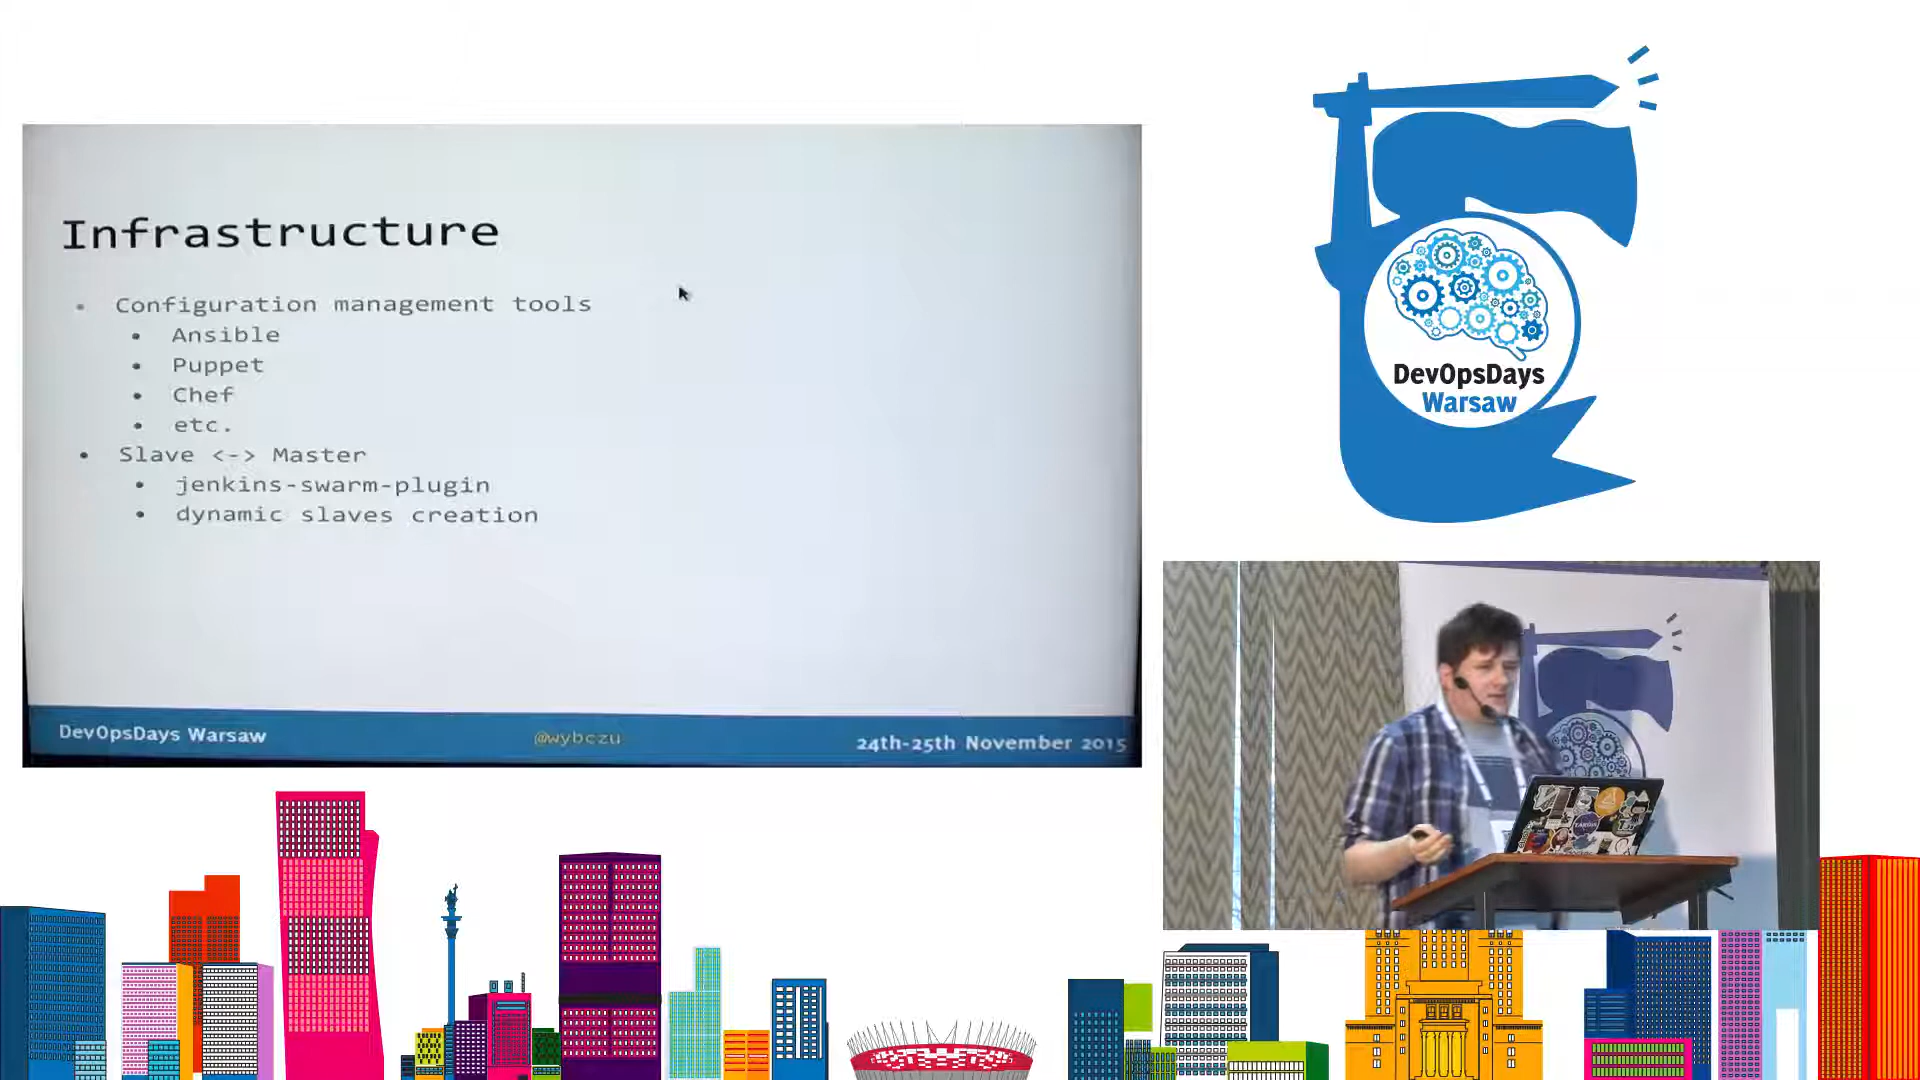 Infrastructure
• Configuration management tools
• Ansible
• Puppet
• Chef
• etc.
• Slave <-> Master
• jenkins-swarm-plugin
• dynamic slaves creation
DevOpsDays Warsaw
@wybczu
24th-25th November 2015
DevOpsDays
Warsaw